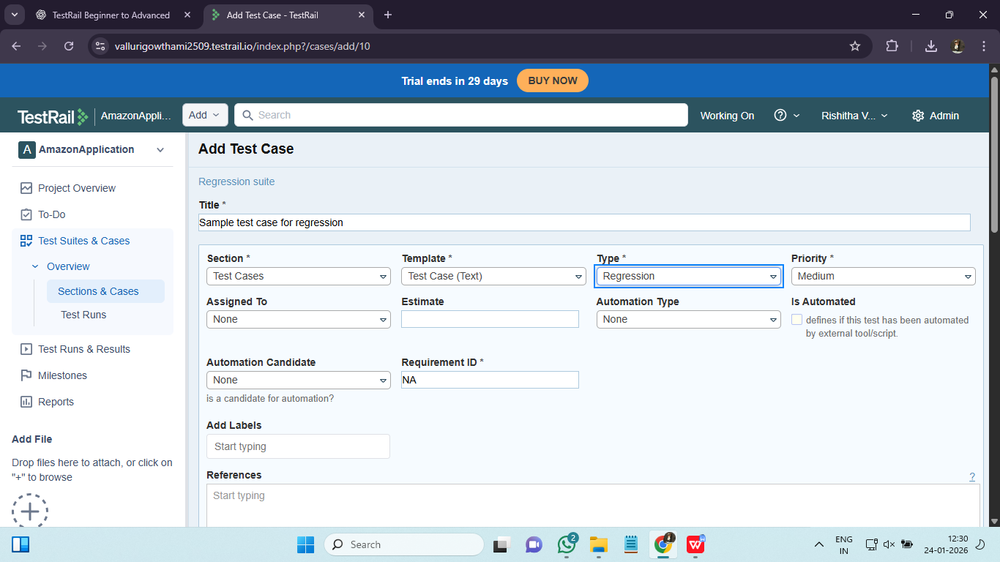 TestRail Beginner to Advanced
Add Test Case - TestRail
vallurigowthami2509.testrail.io/index.php?/cases/add/10
Trial ends in 29 days
BUY NOW
TestRail
AmazonAppli...
Add
Search
Working On
?
Rishitha V...
Admin
A AmazonApplication
Project Overview
To-Do
Test Suites & Cases
Overview
Sections & Cases
Test Runs
Test Runs & Results
Milestones
Reports
Add File
Drop files here to attach, or click on
"+" to browse
Add Test Case
Regression suite
Title *
Sample test case for regression
Section *
Template *
Type *
Priority *
Test Cases
Test Case (Text)
Regression
Medium
Assigned To
Estimate
Automation Type
Is Automated
None
None
defines if this test has been automated
by external tool/script.
Automation Candidate
Requirement ID *
None
NA
is a candidate for automation?
Add Labels
Start typing
References
?
Start typing
Search
2
W
ENG
IN
12:30
24-01-2026